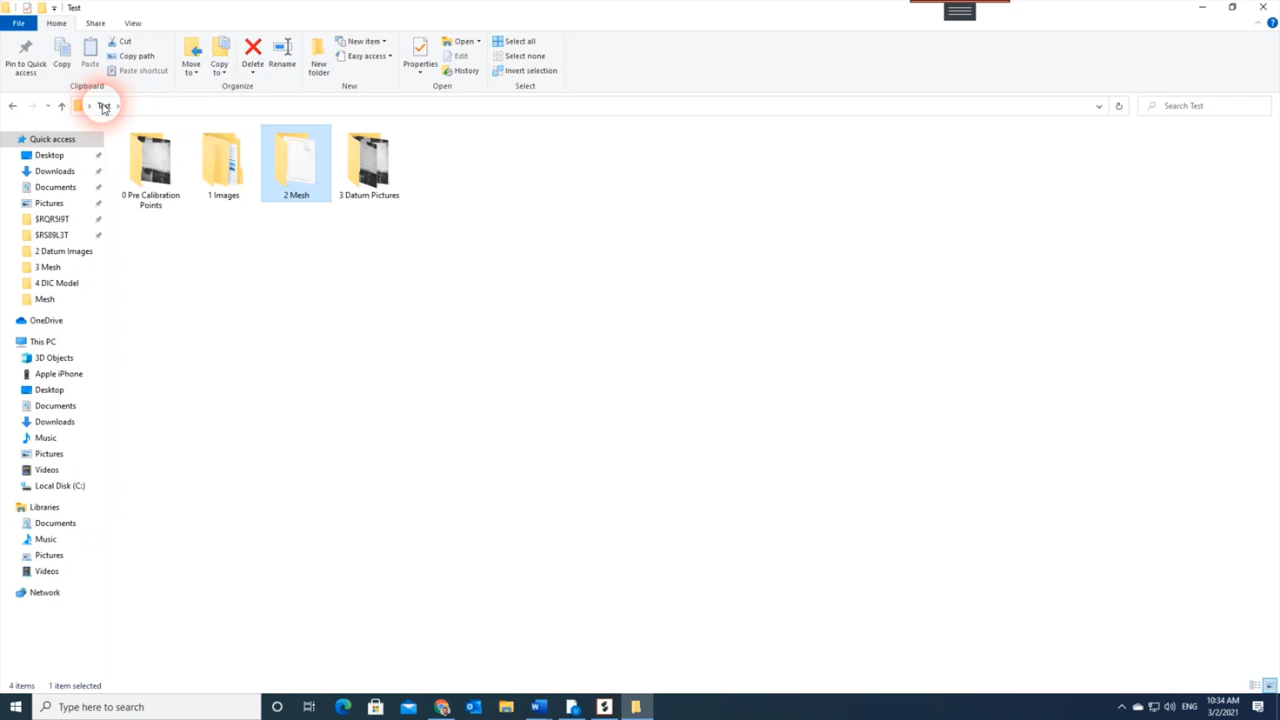 Test
File Home Share View
Pin to Quick access
Copy
Paste
Cut
Copy path
Paste shortcut
Clipboard
Move to
Copy to
Delete
Rename
Organize
New folder
New item
Easy access
New
Properties
Open
Edit
History
Open
Select all
Select none
Invert selection
Select
Test
Search Test
Quick access
Desktop
Downloads
Documents
Pictures
$RQR5I9T
$RS89L3T
2 Datum Images
3 Mesh
4 DIC Model
Mesh
OneDrive
This PC
3D Objects
Apple iPhone
Desktop
Documents
Downloads
Music
Pictures
Videos
Local Disk (C:)
Libraries
Documents
Music
Pictures
Videos
Network
0 Pre Calibration
Points
1 Images
2 Mesh
3 Datum Pictures
4 items 1 item selected
Type here to search
ENG
10:34 AM
3/2/2021